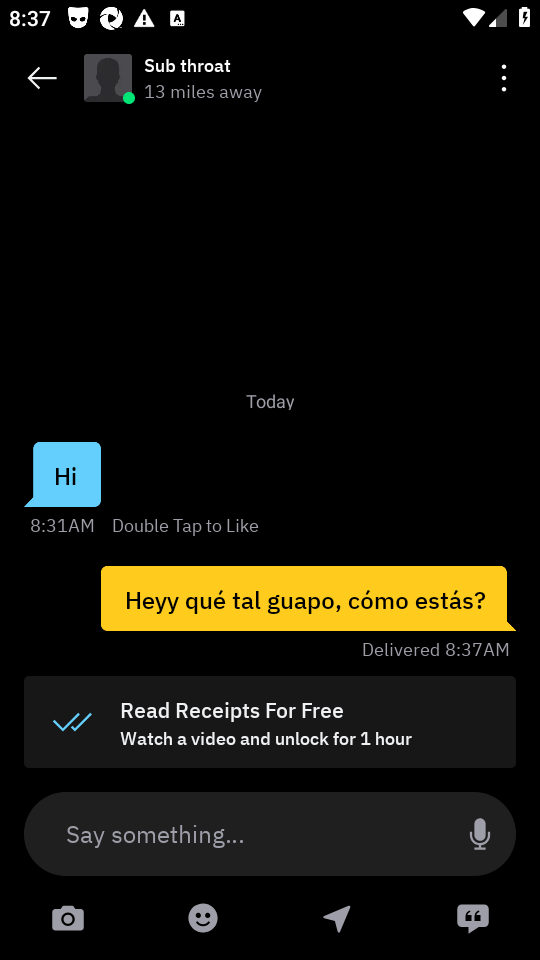 8:37
Sub throat
13 miles away
Today
Hi
8:31AM Double Tap to Like
Heyy qué tal guapo, cómo estás?
Delivered 8:37AM
Read Receipts For Free
Watch a video and unlock for 1 hour
Say something...